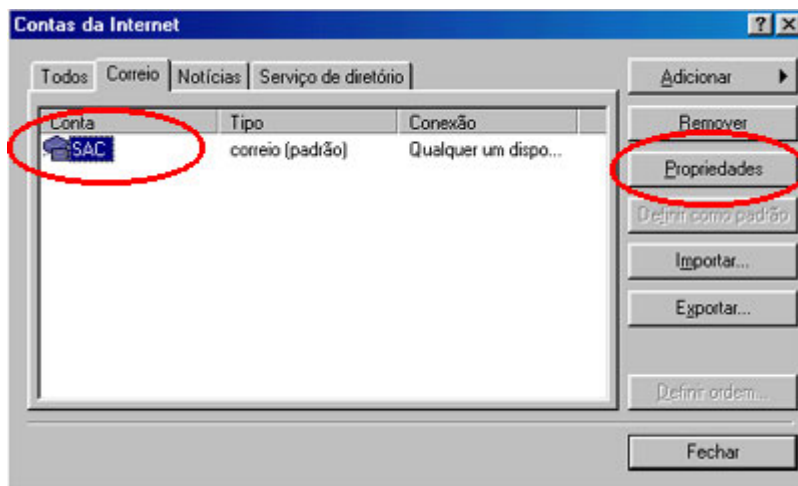 Contas da Internet
Todos Correio Notícias Serviço de diretório
Adicionar
Conta Tipo Conexão
Remover
SAC correio (padrão) Qualquer um dispo...
Propriedades
Definir como padrão
Importar...
Exportar...
Definir ordem...
Fechar